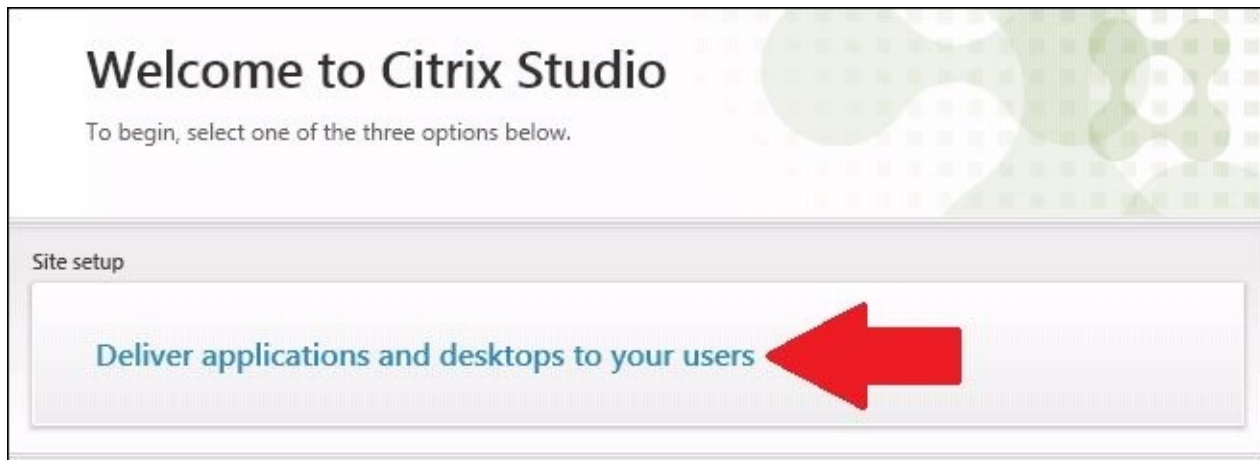 Welcome to Citrix Studio
To begin, select one of the three options below.
Site setup
Deliver applications and desktops to your users